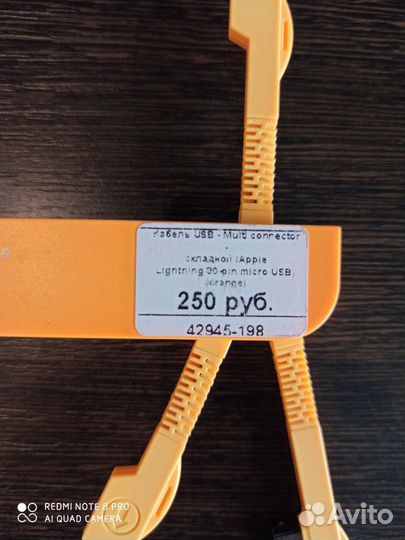 Кабель USB - Multi connector
-
складной (Apple
Lightning 30-pin micro USB)
(orange)
250 руб.
42945-198
REDMI NOTE 8 PRO
AI QUAD CAMERA
Avito